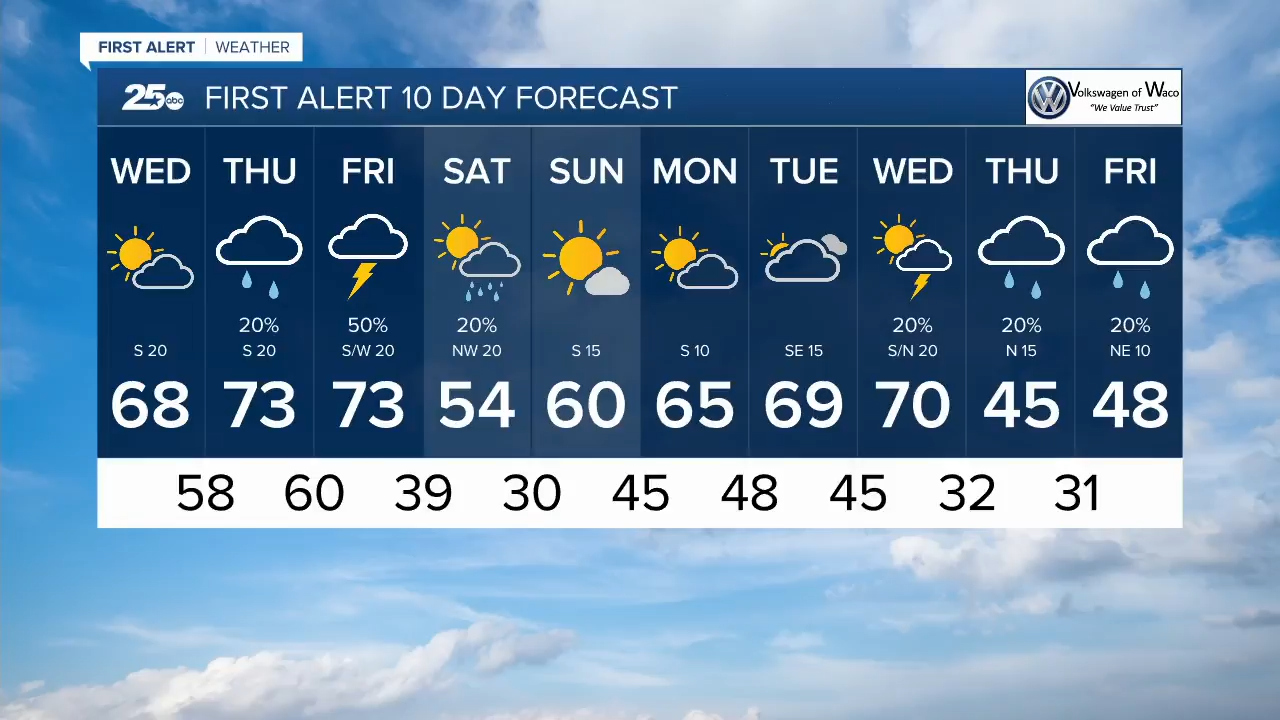 FIRST ALERT | WEATHER
25 abc FIRST ALERT 10 DAY FORECAST
Volkswagen of Waco
"We Value Trust"
WED THU FRI SAT SUN MON TUE WED THU FRI
20% 50% 20% 20% 20% 20%
S 20 S 20 S/W 20 NW 20 S 15 S 10 SE 15 S/N 20 N 15 NE 10
68 73 73 54 60 65 69 70 45 48
58 60 39 30 45 48 45 32 31